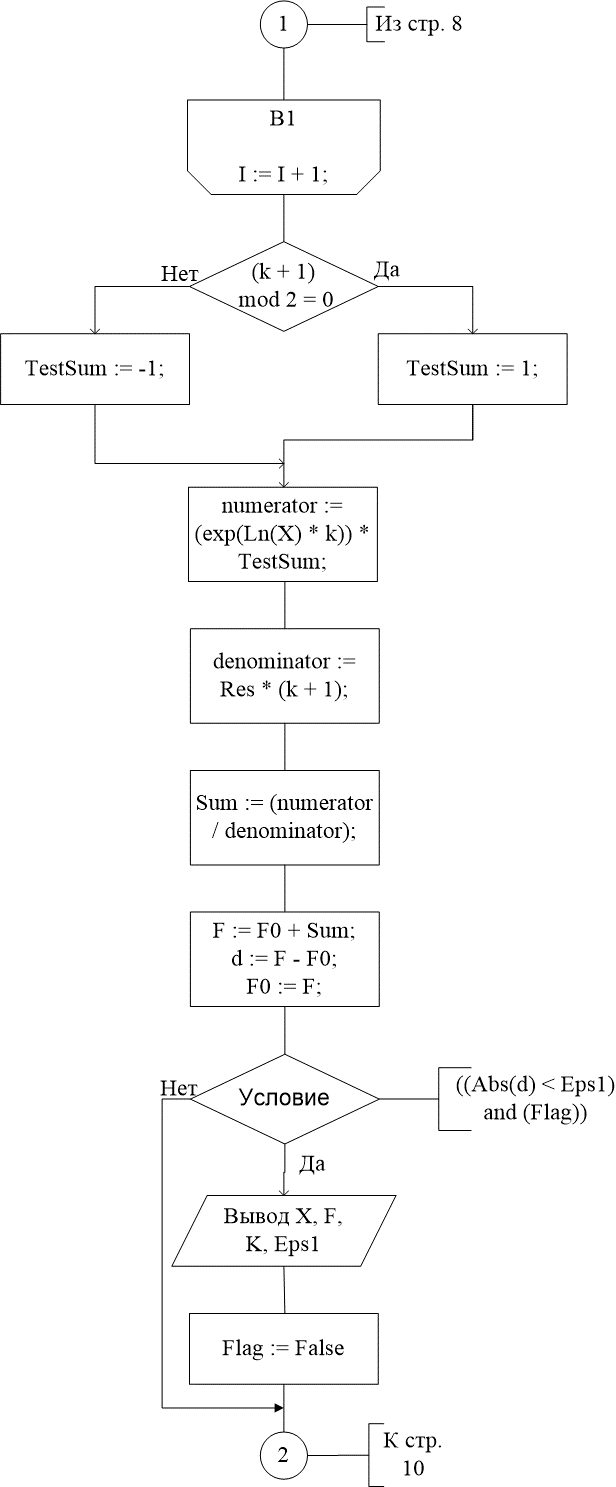 1
Из стр. 8
B1
I := I + 1;
(k + 1)
mod 2 = 0
Нет
Да
TestSum := -1;
TestSum := 1;
numerator :=
(exp(Ln(X) * k)) *
TestSum;
denominator :=
Res * (k + 1);
Sum := (numerator
/ denominator);
F := F0 + Sum;
d := F - F0;
F0 := F;
Нет
Условие
((Abs(d) < Eps1)
and (Flag))
Да
Вывод X, F,
K, Eps1
Flag := False
2
К стр.
10